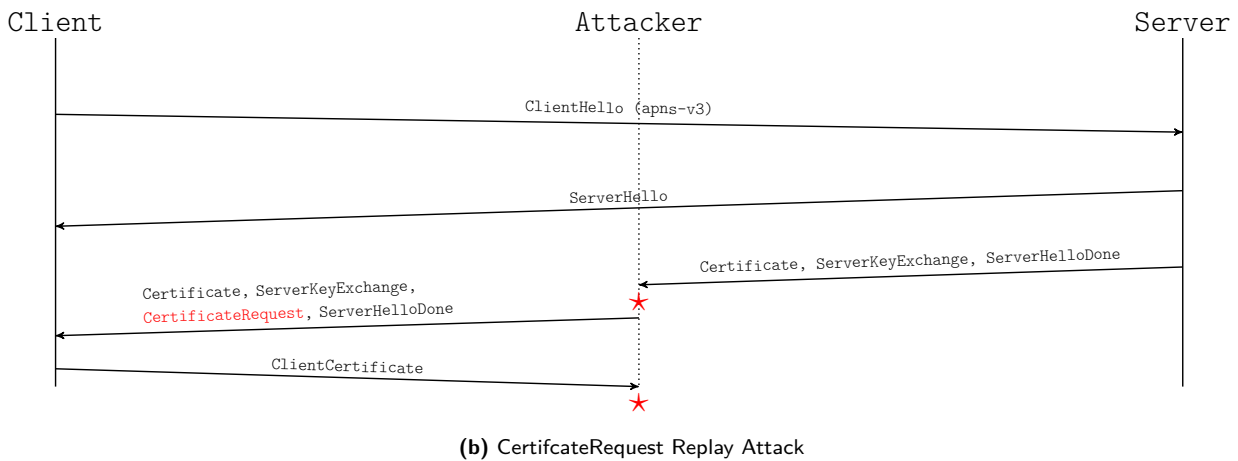 Client Attacker Server
ClientHello (apns-v3)
ServerHello
Certificate, ServerKeyExchange, ServerHelloDone
Certificate, ServerKeyExchange,
CertificateRequest, ServerHelloDone
ClientCertificate
(b) CertifcateRequest Replay Attack